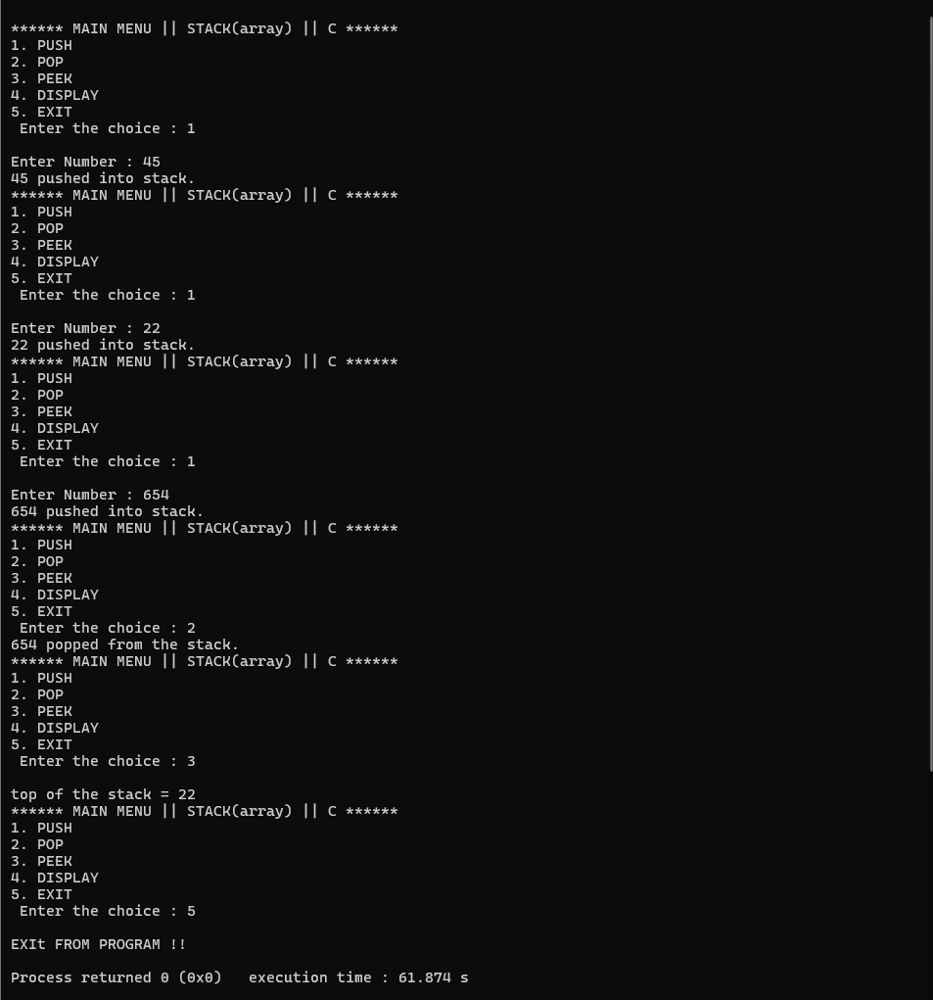 ****** MAIN MENU || STACK(array) || C ******
1. PUSH
2. POP
3. PEEK
4. DISPLAY
5. EXIT
 Enter the choice : 1

Enter Number : 45
45 pushed into stack.
****** MAIN MENU || STACK(array) || C ******
1. PUSH
2. POP
3. PEEK
4. DISPLAY
5. EXIT
 Enter the choice : 1

Enter Number : 22
22 pushed into stack.
****** MAIN MENU || STACK(array) || C ******
1. PUSH
2. POP
3. PEEK
4. DISPLAY
5. EXIT
 Enter the choice : 1

Enter Number : 654
654 pushed into stack.
****** MAIN MENU || STACK(array) || C ******
1. PUSH
2. POP
3. PEEK
4. DISPLAY
5. EXIT
 Enter the choice : 2
654 popped from the stack.
****** MAIN MENU || STACK(array) || C ******
1. PUSH
2. POP
3. PEEK
4. DISPLAY
5. EXIT
 Enter the choice : 3

top of the stack = 22
****** MAIN MENU || STACK(array) || C ******
1. PUSH
2. POP
3. PEEK
4. DISPLAY
5. EXIT
 Enter the choice : 5

EXIt FROM PROGRAM !!

Process returned 0 (0x0)   execution time : 61.874 s